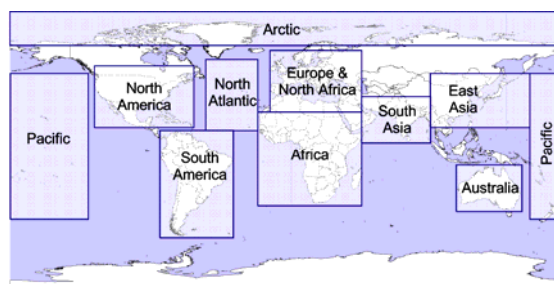 Arctic
North
America
North
Atlantic
Europe &
North Africa
East
Asia
South
Asia
Pacific
South
America
Africa
Australia
Pacific